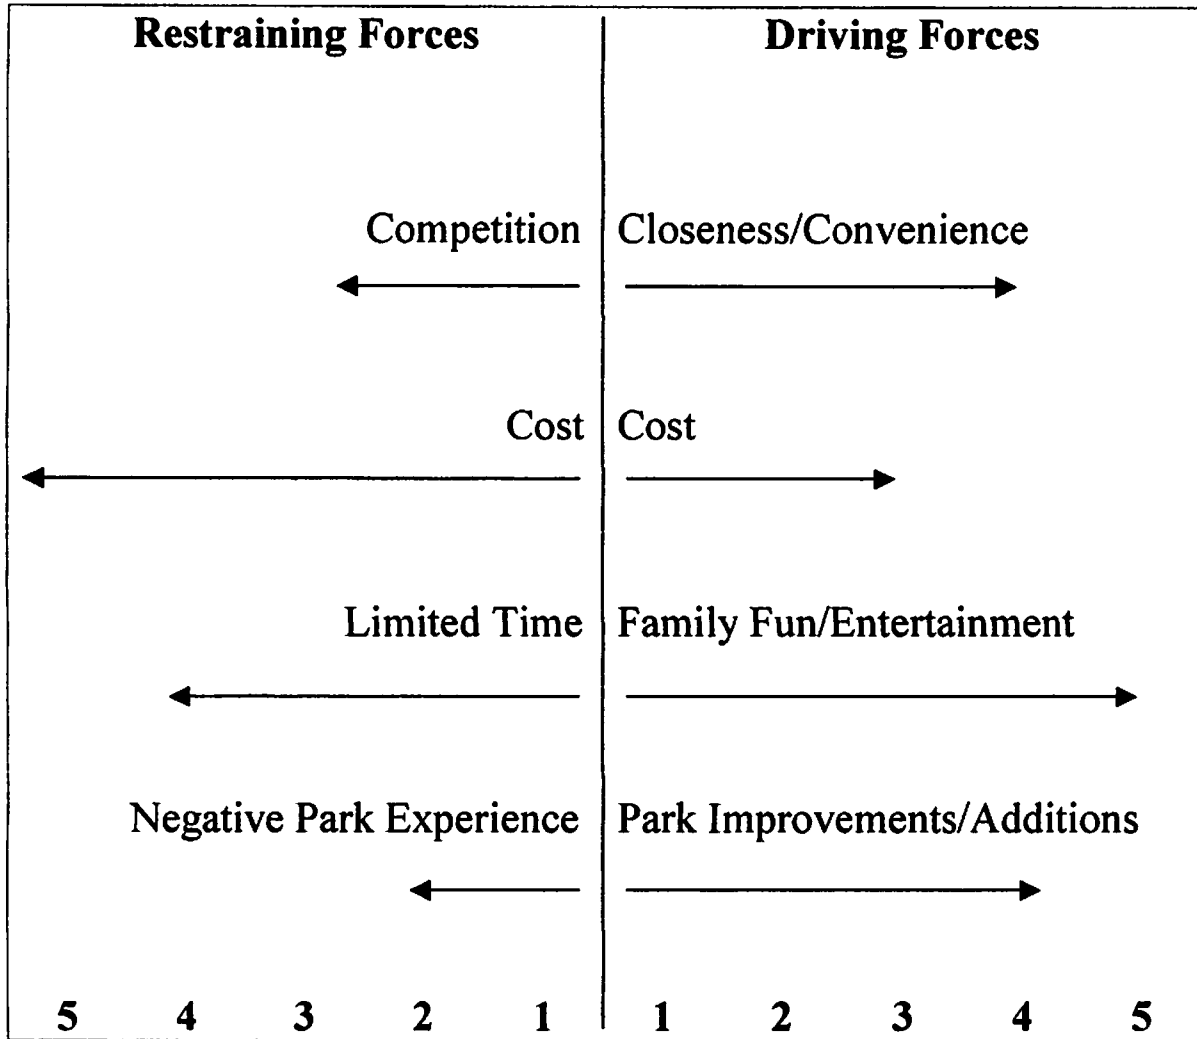 Restraining Forces Driving Forces
Competition Closeness/Convenience
Cost Cost
Limited Time Family Fun/Entertainment
Negative Park Experience Park Improvements/Additions
5 4 3 2 1 1 2 3 4 5